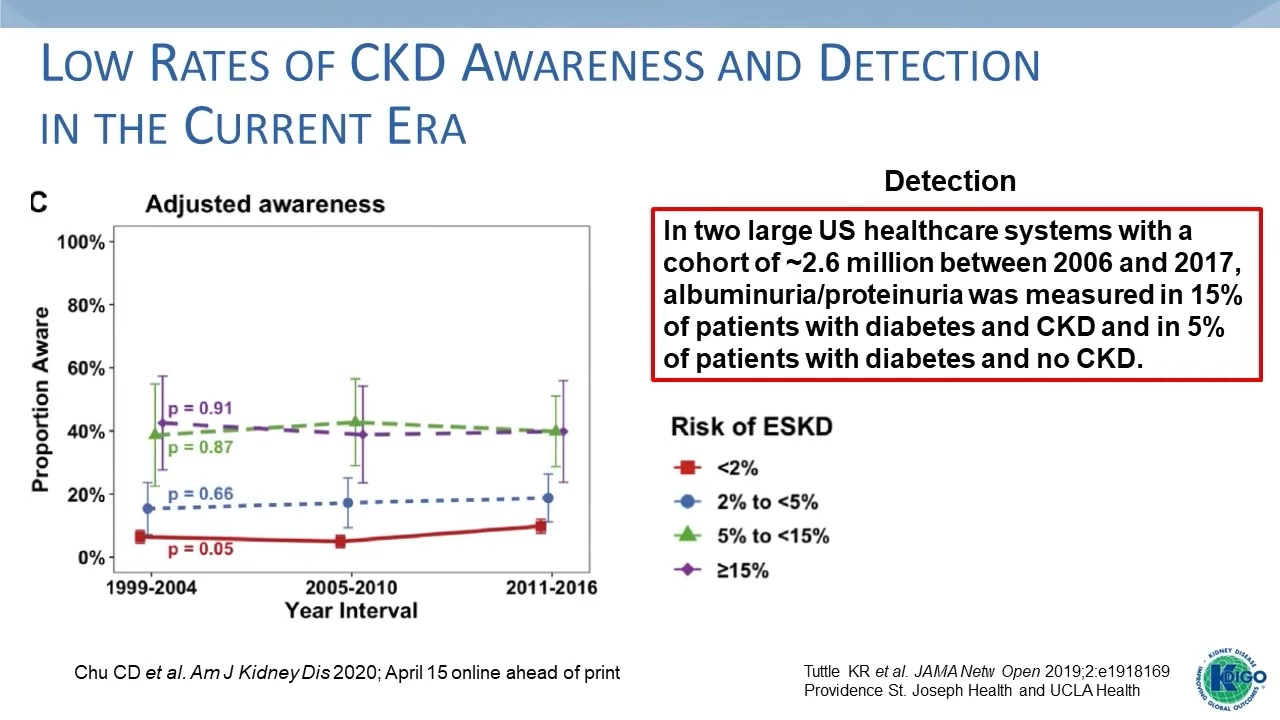 LOW RATES OF CKD AWARENESS AND DETECTION
IN THE CURRENT ERA
C
Adjusted awareness
Proportion Aware
100%
80%
60%
40%
20%
0%
p = 0.91
p = 0.87
p = 0.66
p = 0.05
1999-2004
2005-2010
2011-2016
Year Interval
Detection
In two large US healthcare systems with a
cohort of ~2.6 million between 2006 and 2017,
albuminuria/proteinuria was measured in 15%
of patients with diabetes and CKD and in 5%
of patients with diabetes and no CKD.
Risk of ESKD
<2%
2% to <5%
5% to <15%
≥15%
Chu CD et al. Am J Kidney Dis 2020; April 15 online ahead of print
Tuttle KR et al. JAMA Netw Open 2019;2:e1918169
Providence St. Joseph Health and UCLA Health
KIDNEY DISEASE
KDIGO
IMPROVING GLOBAL OUTCOMES